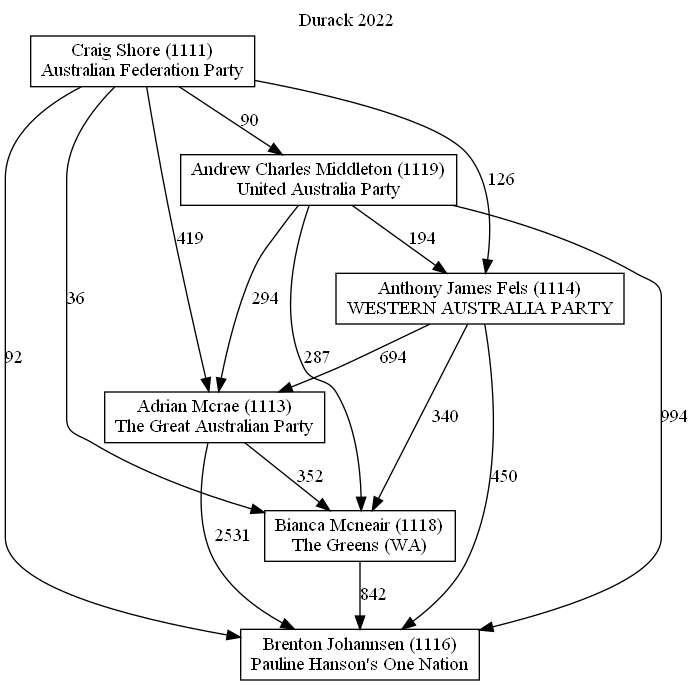 Durack 2022
Craig Shore (1111)
Australian Federation Party
90
Andrew Charles Middleton (1119)
United Australia Party
126
419
194
36
294
Anthony James Fels (1114)
WESTERN AUSTRALIA PARTY
92
287
694
Adrian Mcrae (1113)
The Great Australian Party
340
994
352
450
Bianca Mcneair (1118)
The Greens (WA)
2531
842
Brenton Johannsen (1116)
Pauline Hanson's One Nation